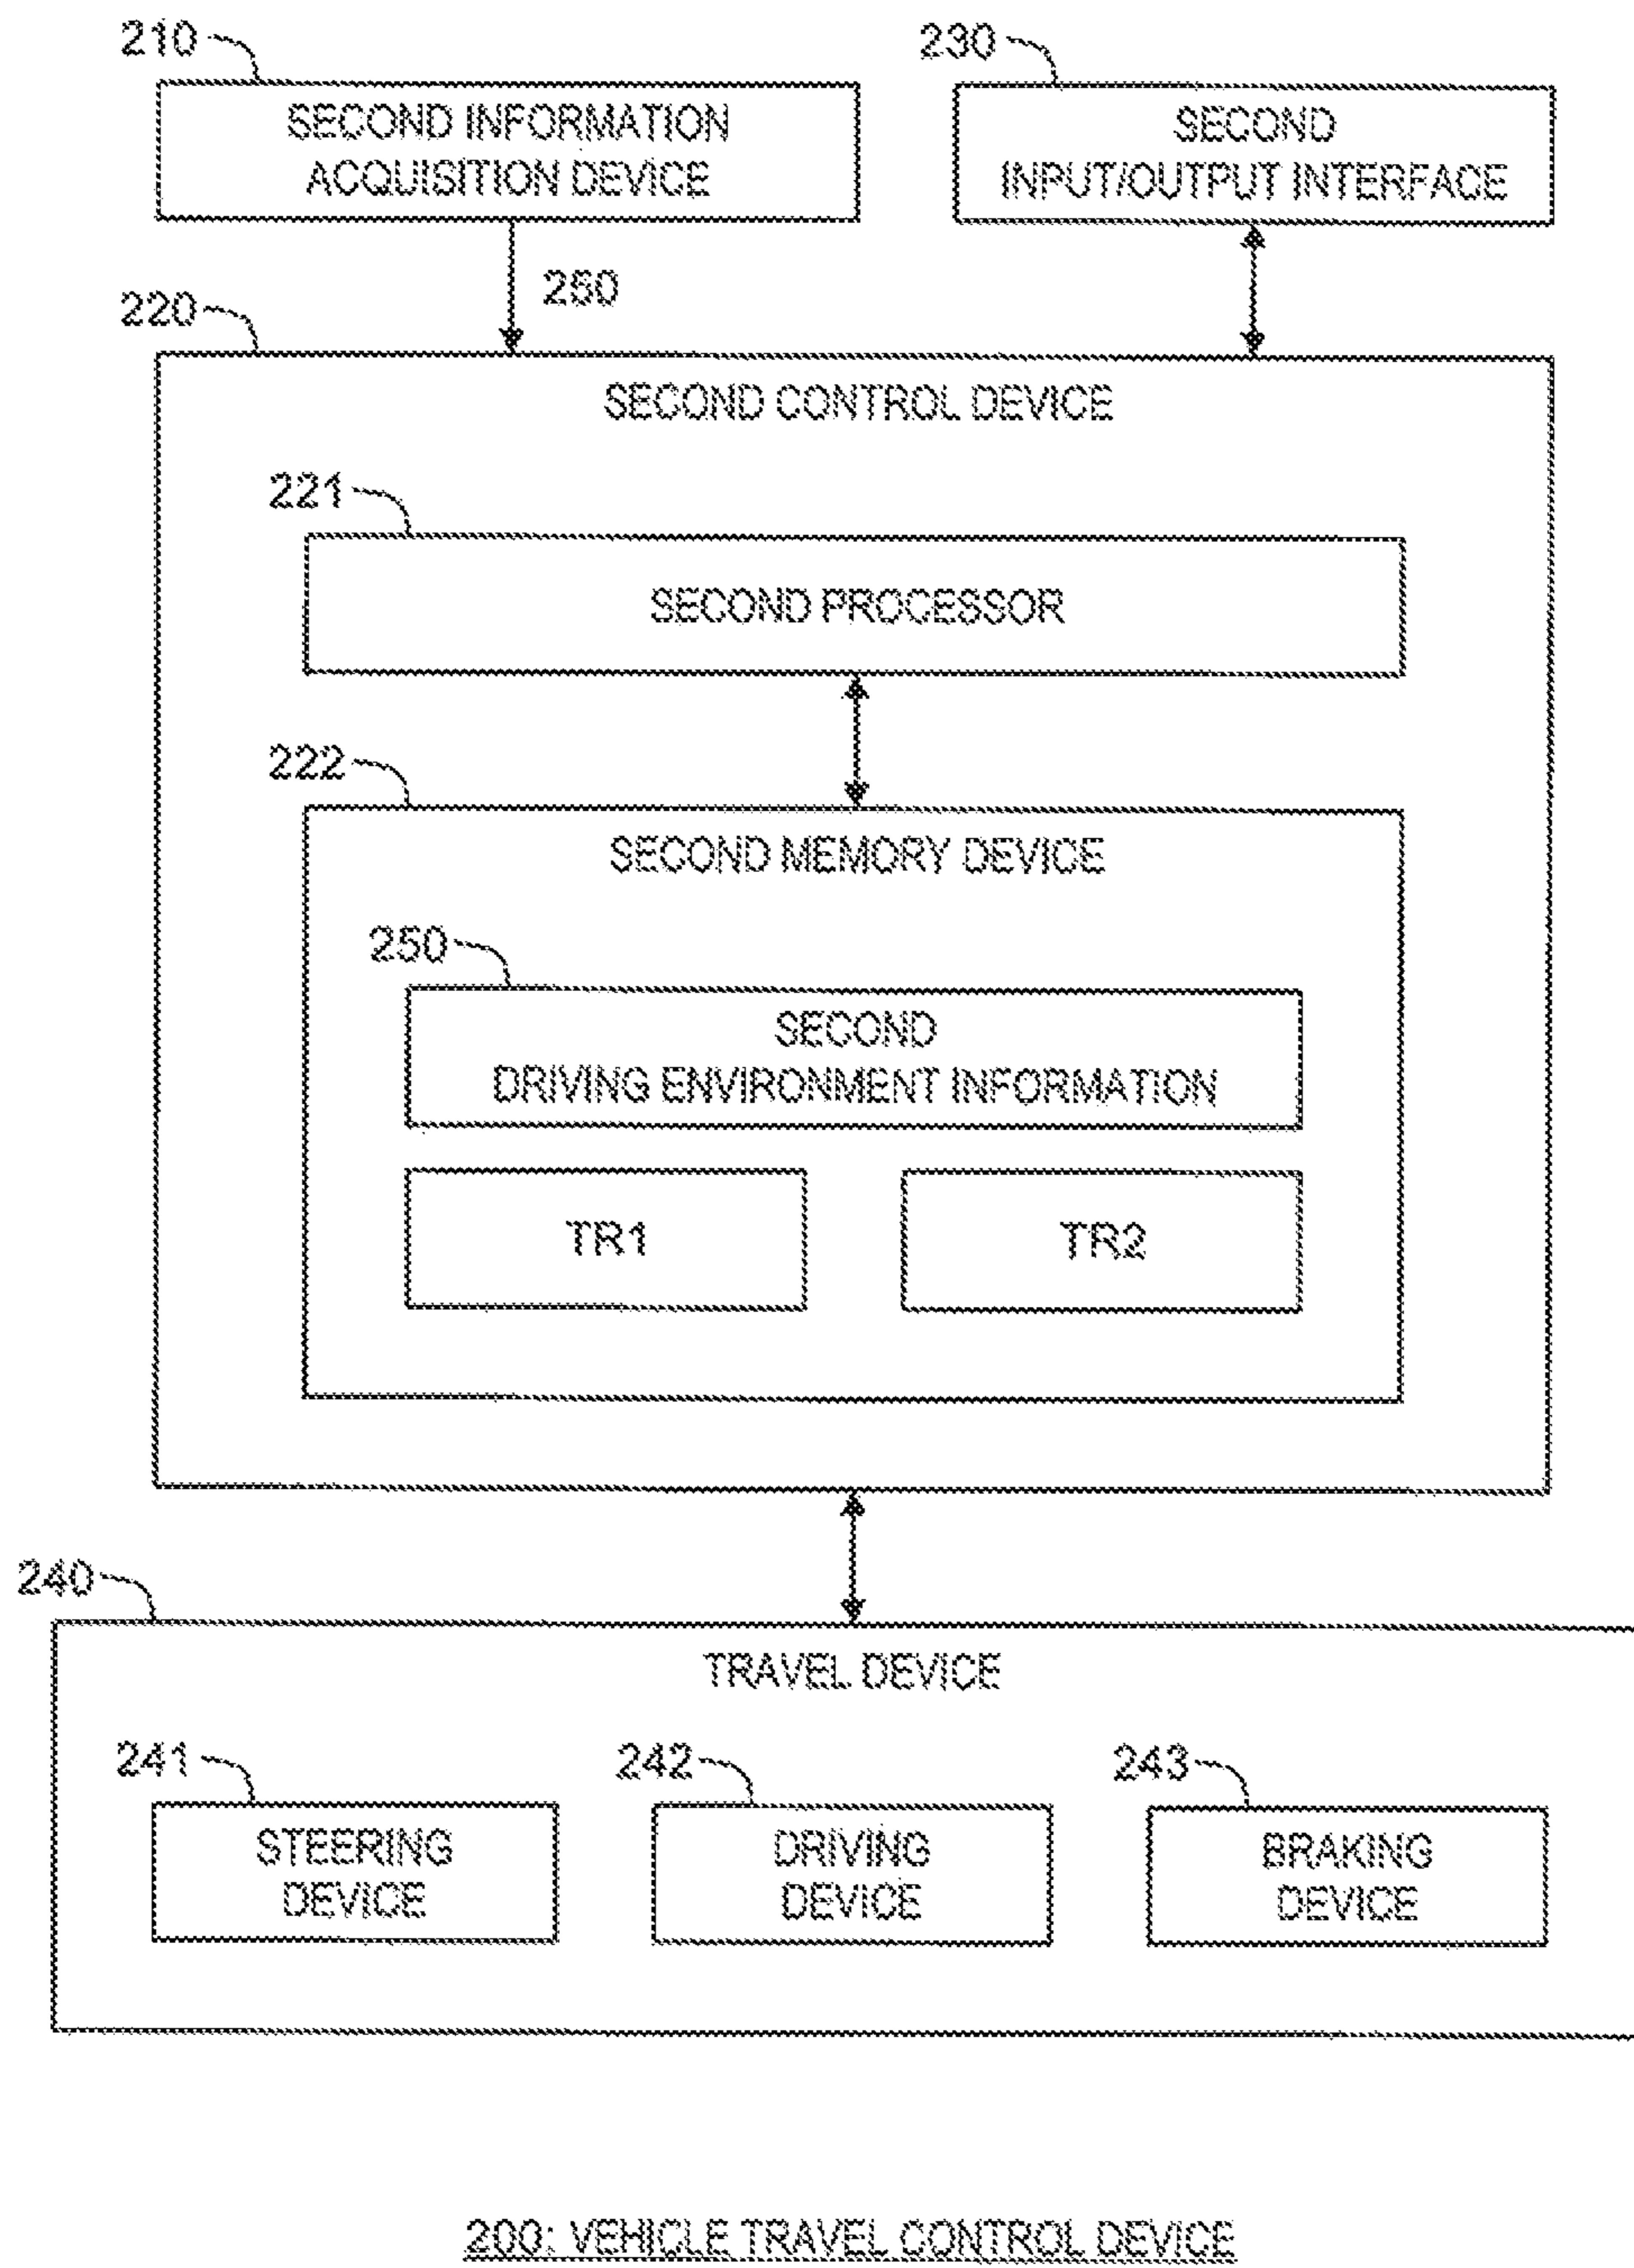 210
230
SECOND INFORMATION
ACQUISITION DEVICE
SECOND
INPUT/OUTPUT INTERFACE
250
220
SECOND CONTROL DEVICE
221
SECOND PROCESSOR
222
SECOND MEMORY DEVICE
250
SECOND
DRIVING ENVIRONMENT INFORMATION
TR1
TR2
240
TRAVEL DEVICE
241
242
243
STEERING
DEVICE
DRIVING
DEVICE
BRAKING
DEVICE
200: VEHICLE TRAVEL CONTROL DEVICE